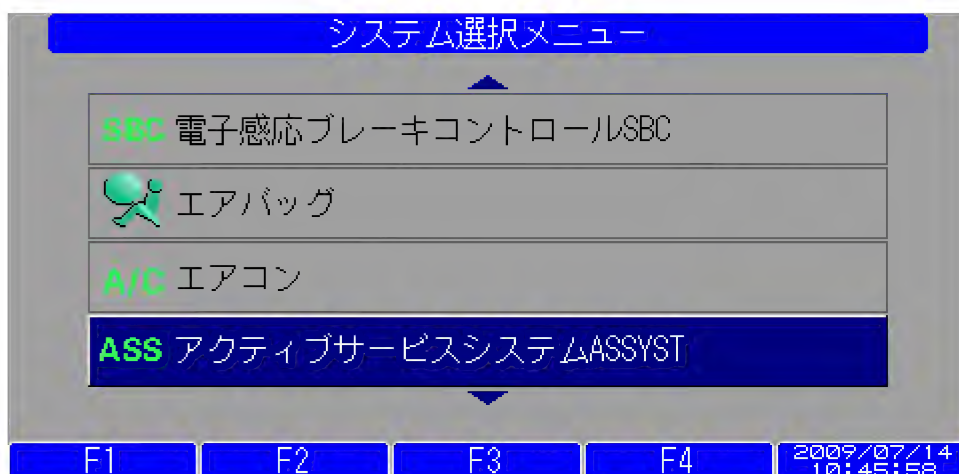 システム選択メニュー
SBC 電子感応ブレーキコントロールSBC
エアバッグ
A/C エアコン
ASS アクティブサービスシステムASSYST
F1 F2 F3 F4 2009/07/14
10:45:58